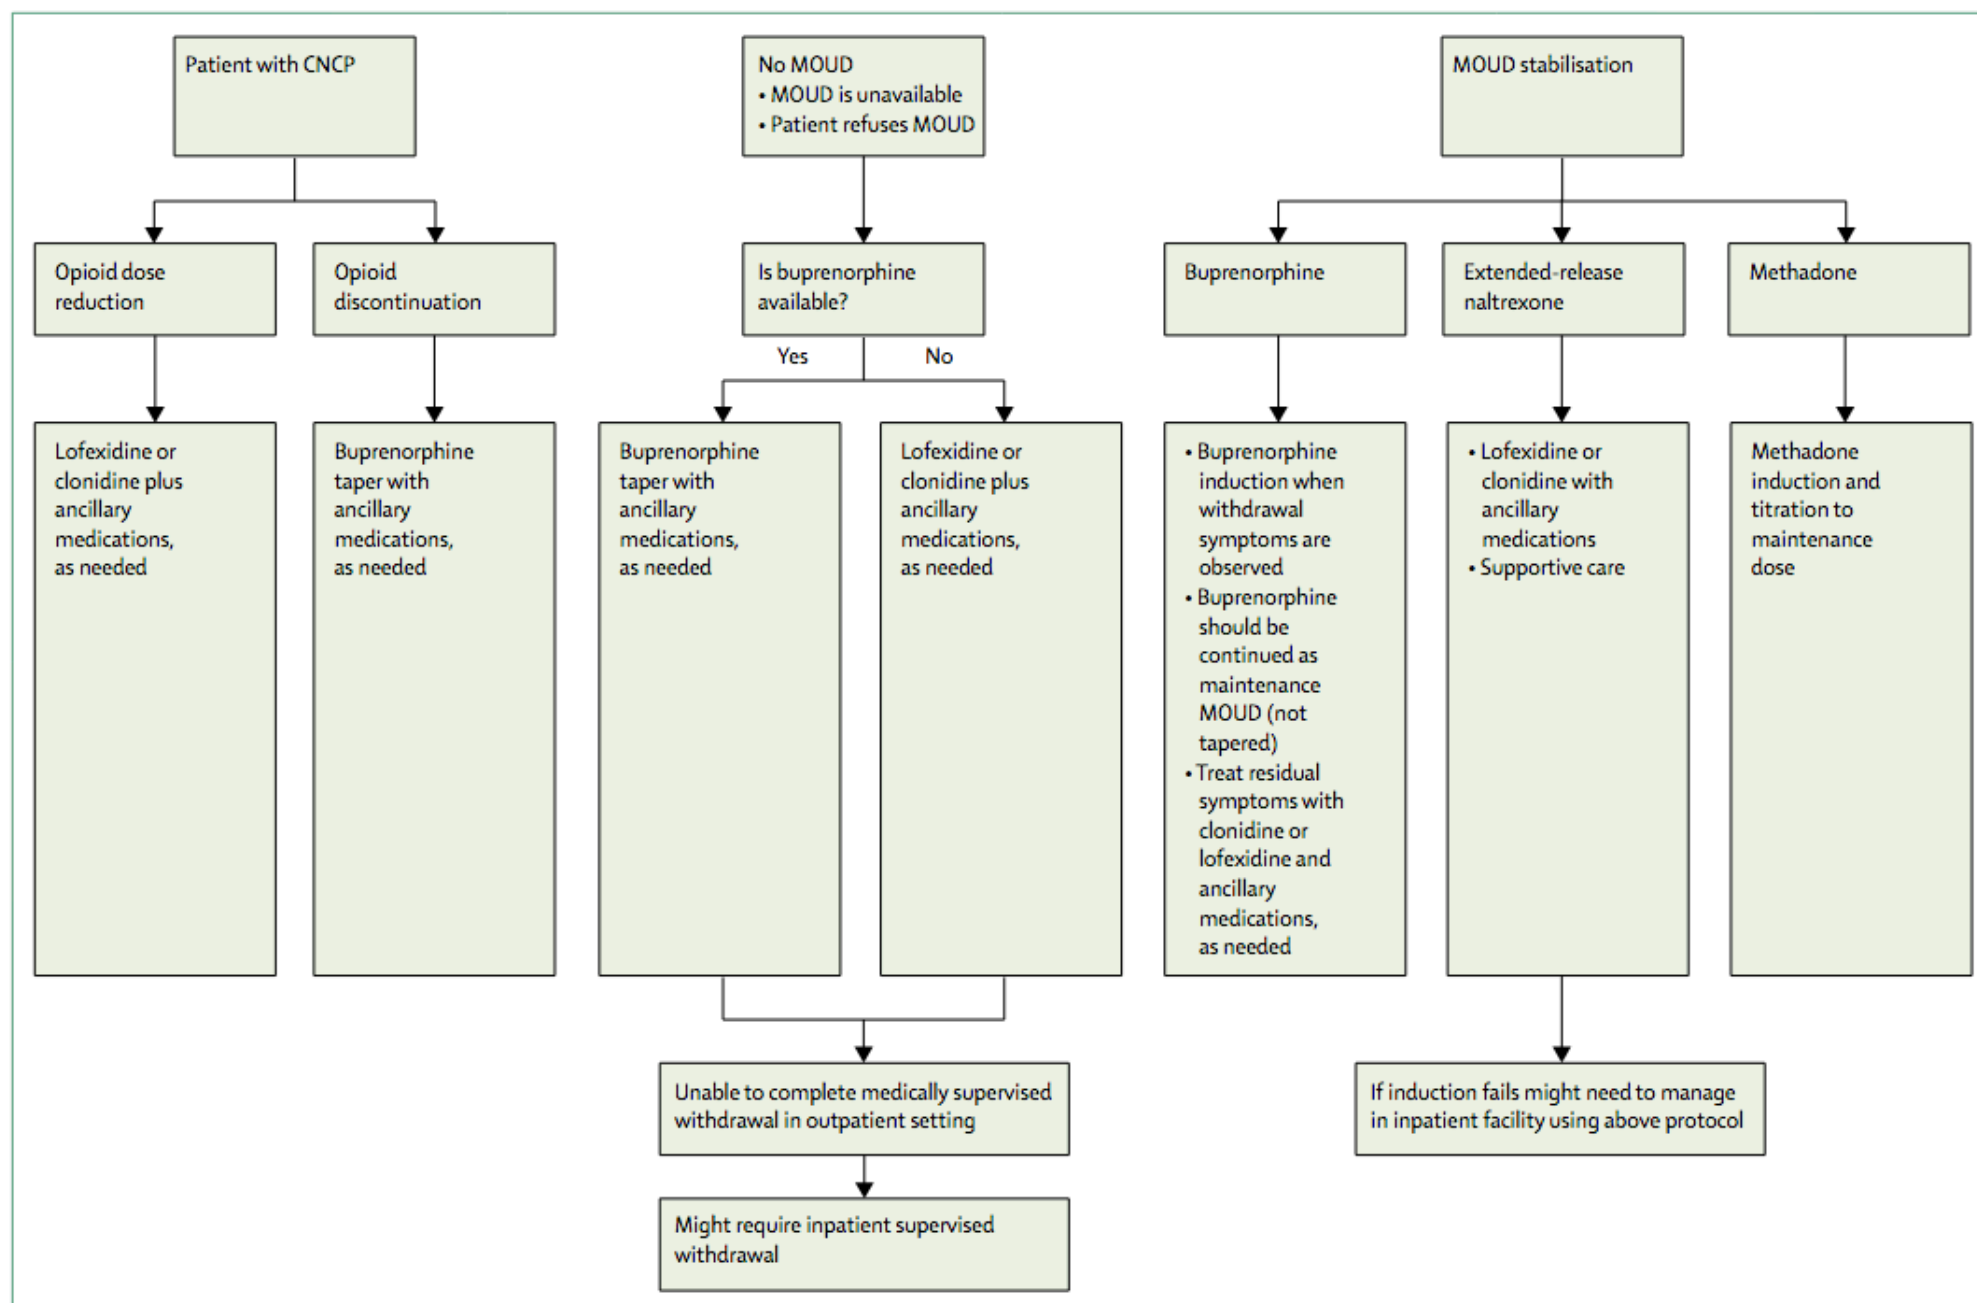 Patient with CNCP
No MOUD
• MOUD is unavailable
• Patient refuses MOUD
MOUD stabilisation
Opioid dose
reduction
Opioid
discontinuation
Is buprenorphine
available?
Buprenorphine
Extended-release
naltrexone
Methadone
Yes
No
Lofexidine or
clonidine plus
ancillary
medications,
as needed
Buprenorphine
taper with
ancillary
medications,
as needed
Buprenorphine
taper with
ancillary
medications,
as needed
Lofexidine or
clonidine plus
ancillary
medications,
as needed
• Buprenorphine
induction when
withdrawal
symptoms are
observed
• Buprenorphine
should be
continued as
maintenance
MOUD (not
tapered)
• Treat residual
symptoms with
clonidine or
lofexidine and
ancillary
medications,
as needed
• Lofexidine or
clonidine with
ancillary
medications
• Supportive care
Methadone
induction and
titration to
maintenance
dose
Unable to complete medically supervised
withdrawal in outpatient setting
If induction fails might need to manage
in inpatient facility using above protocol
Might require inpatient supervised
withdrawal